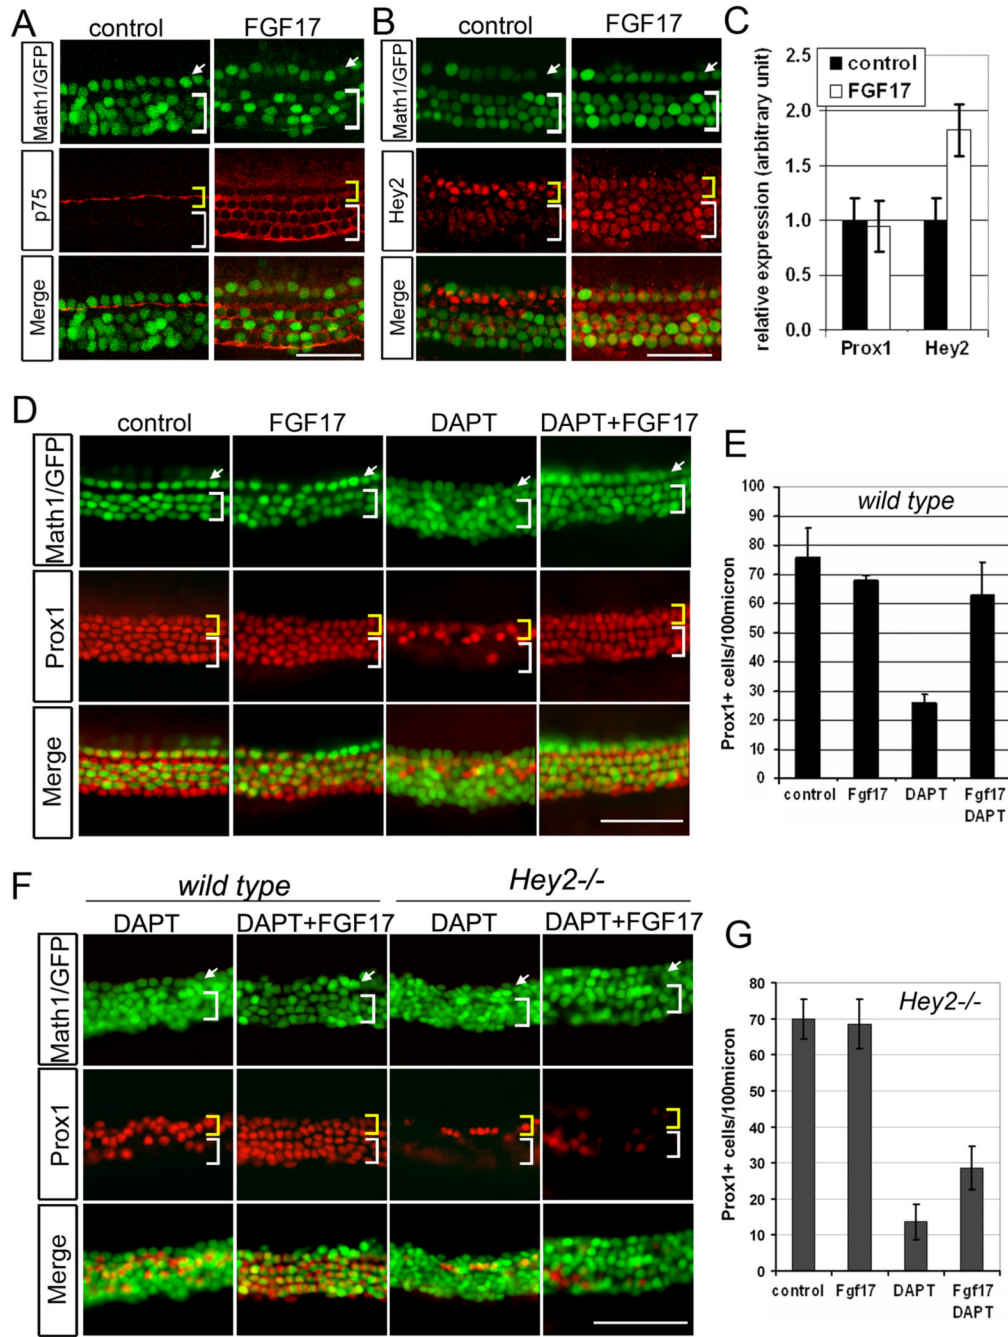 A
control
FGF17
Math1/GFP
p75
Merge
B
control
FGF17
Math1/GFP
Hey2
Merge
C
relative expression (arbitrary unit)
2.5
2.0
1.5
1.0
0.5
0.0
control
FGF17
Prox1
Hey2
D
control
FGF17
DAPT
DAPT+FGF17
Math1/GFP
Prox1
Merge
E
wild type
Prox1+ cells/100micron
100
90
80
70
60
50
40
30
20
10
0
control
Fgf17
DAPT
Fgf17
DAPT
F
wild type
Hey2-/-
DAPT
DAPT+FGF17
DAPT
DAPT+FGF17
Math1/GFP
Prox1
Merge
G
Hey2-/-
Prox1+ cells/100micron
80
70
60
50
40
30
20
10
0
control
Fgf17
DAPT
Fgf17
DAPT